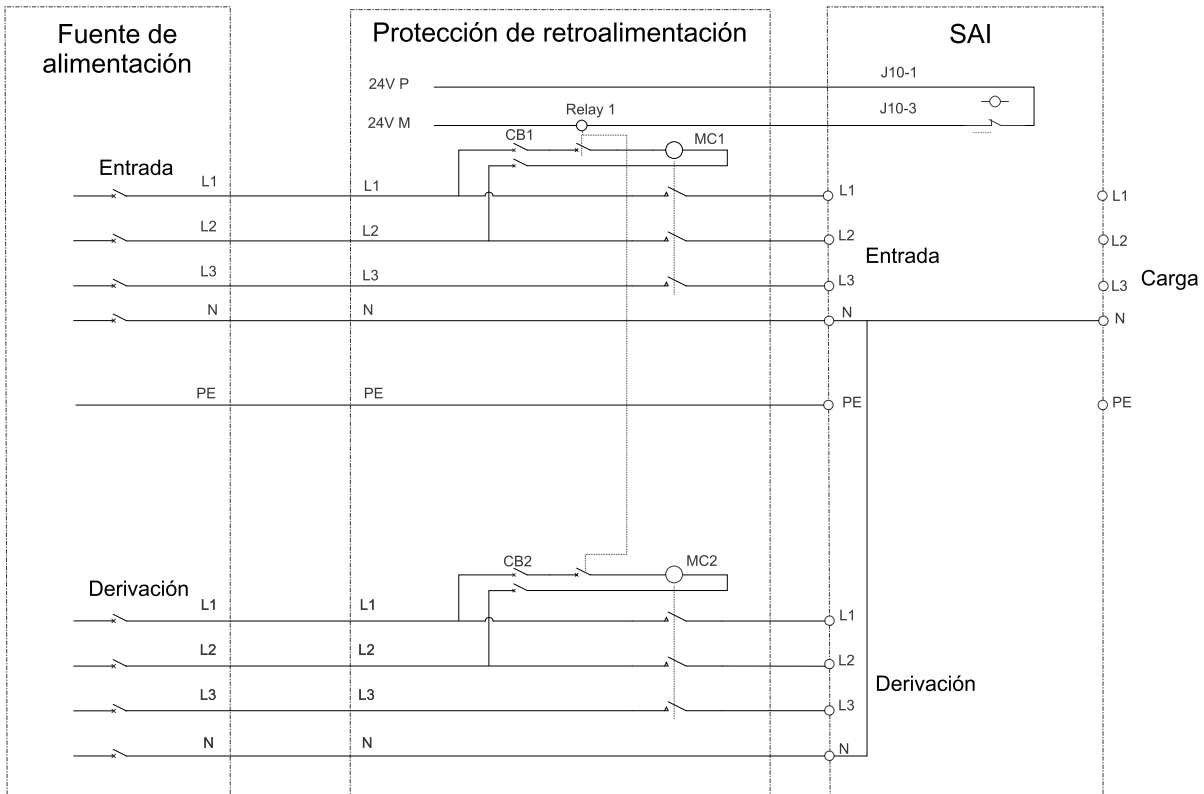 Fuente de
alimentación
Protección de retroalimentación
SAI
24V P
J10-1
24V M
Relay 1
J10-3
CB1
MC1
Entrada
L1
L1
L1
L1
L2
L2
L2
L2
Entrada
L3
L3
L3
L3
Carga
N
N
N
N
PE
PE
PE
PE
CB2
MC2
Derivación
L1
L1
L1
L2
L2
L2
Derivación
L3
L3
L3
N
N
N